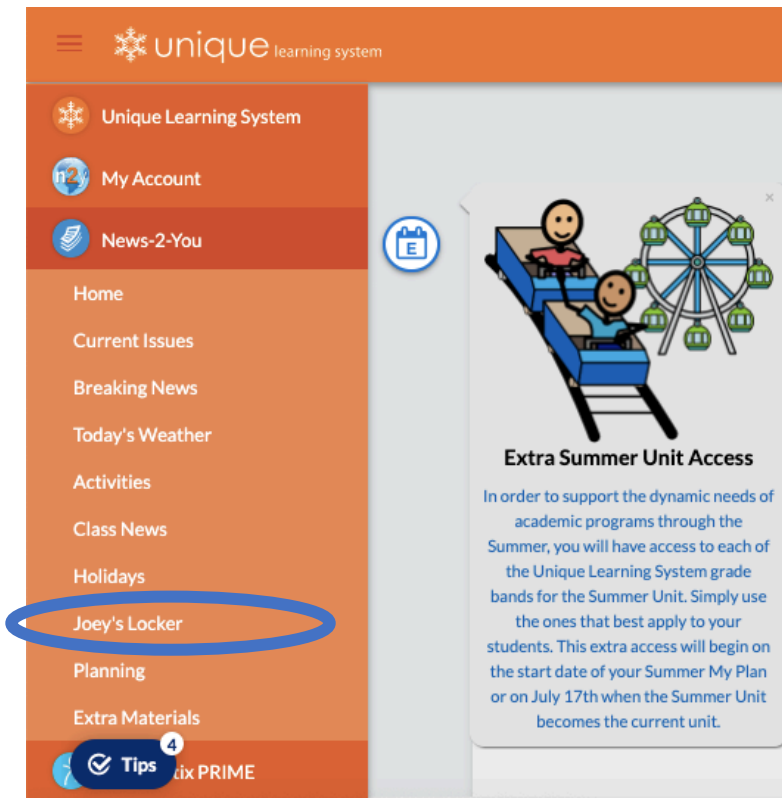 unique learning system
Unique Learning System
n2y
My Account
News-2-You
Home
Current Issues
Breaking News
Today's Weather
Activities
Class News
Holidays
Joey's Locker
Planning
Extra Materials
4
Tips
tix PRIME
E
×
Extra Summer Unit Access
In order to support the dynamic needs of
academic programs through the
Summer, you will have access to each of
the Unique Learning System grade
bands for the Summer Unit. Simply use
the ones that best apply to your
students. This extra access will begin on
the start date of your Summer My Plan
or on July 17th when the Summer Unit
becomes the current unit.